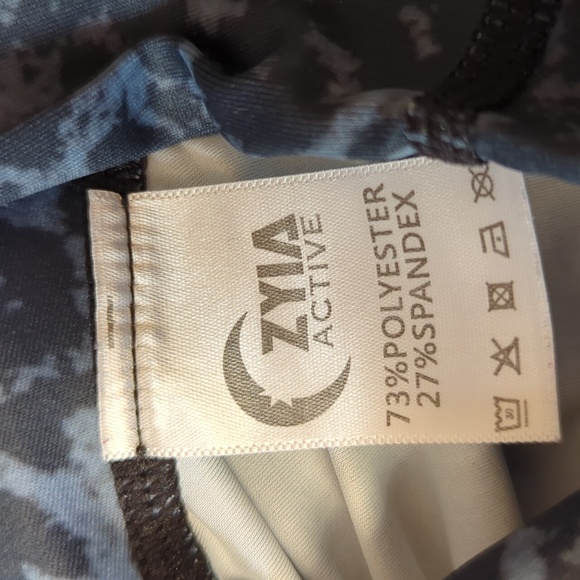 ZYIA
ACTIVE
73%POLYESTER
27%SPANDEX